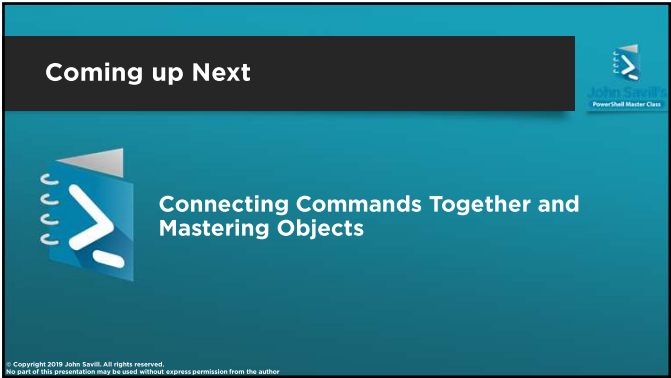 Coming up Next
John Savill's
PowerShell Master Class
Connecting Commands Together and
Mastering Objects
© Copyright 2019 John Savill. All rights reserved.
No part of this presentation may be used without express permission from the author